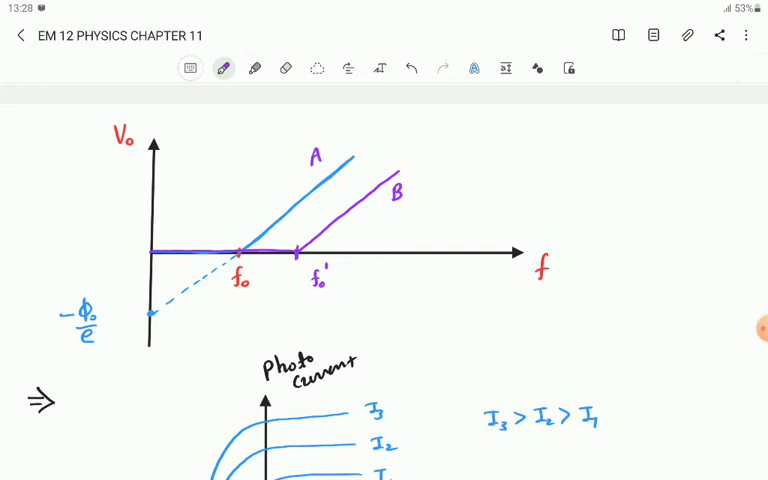 13:28
53%
EM 12 PHYSICS CHAPTER 11
V₀
A
B
f₀
f₀'
f
-Φ₀/e
Photo
current
⇒
I₃
I₃ > I₂ > I₁
I₂